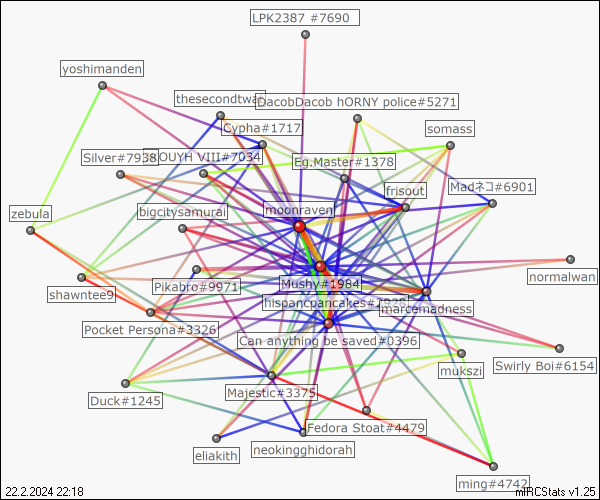 LPK2387 #7690
yoshimanden
thesecondtwai
DacobDacob hORNY police#5271
Cypha#1717
somass
Silver#7938
OUYH VIII#7034
Eg.Master#1378
frisout
Madネコ#6901
zebula
bigcitysamurai
moonraven
normalwan
shawntee9
Pikabro#9971
Mushy#1984
hispancpancakes#2928
marcemadness
Pocket Persona#3326
Can anything be saved#0396
mukszi
Swirly Boi#6154
Duck#1245
Majestic#3375
Fedora Stoat#4479
eliakith
neokingghidorah
ming#4742
22.2.2024 22:18
mIRCStats v1.25